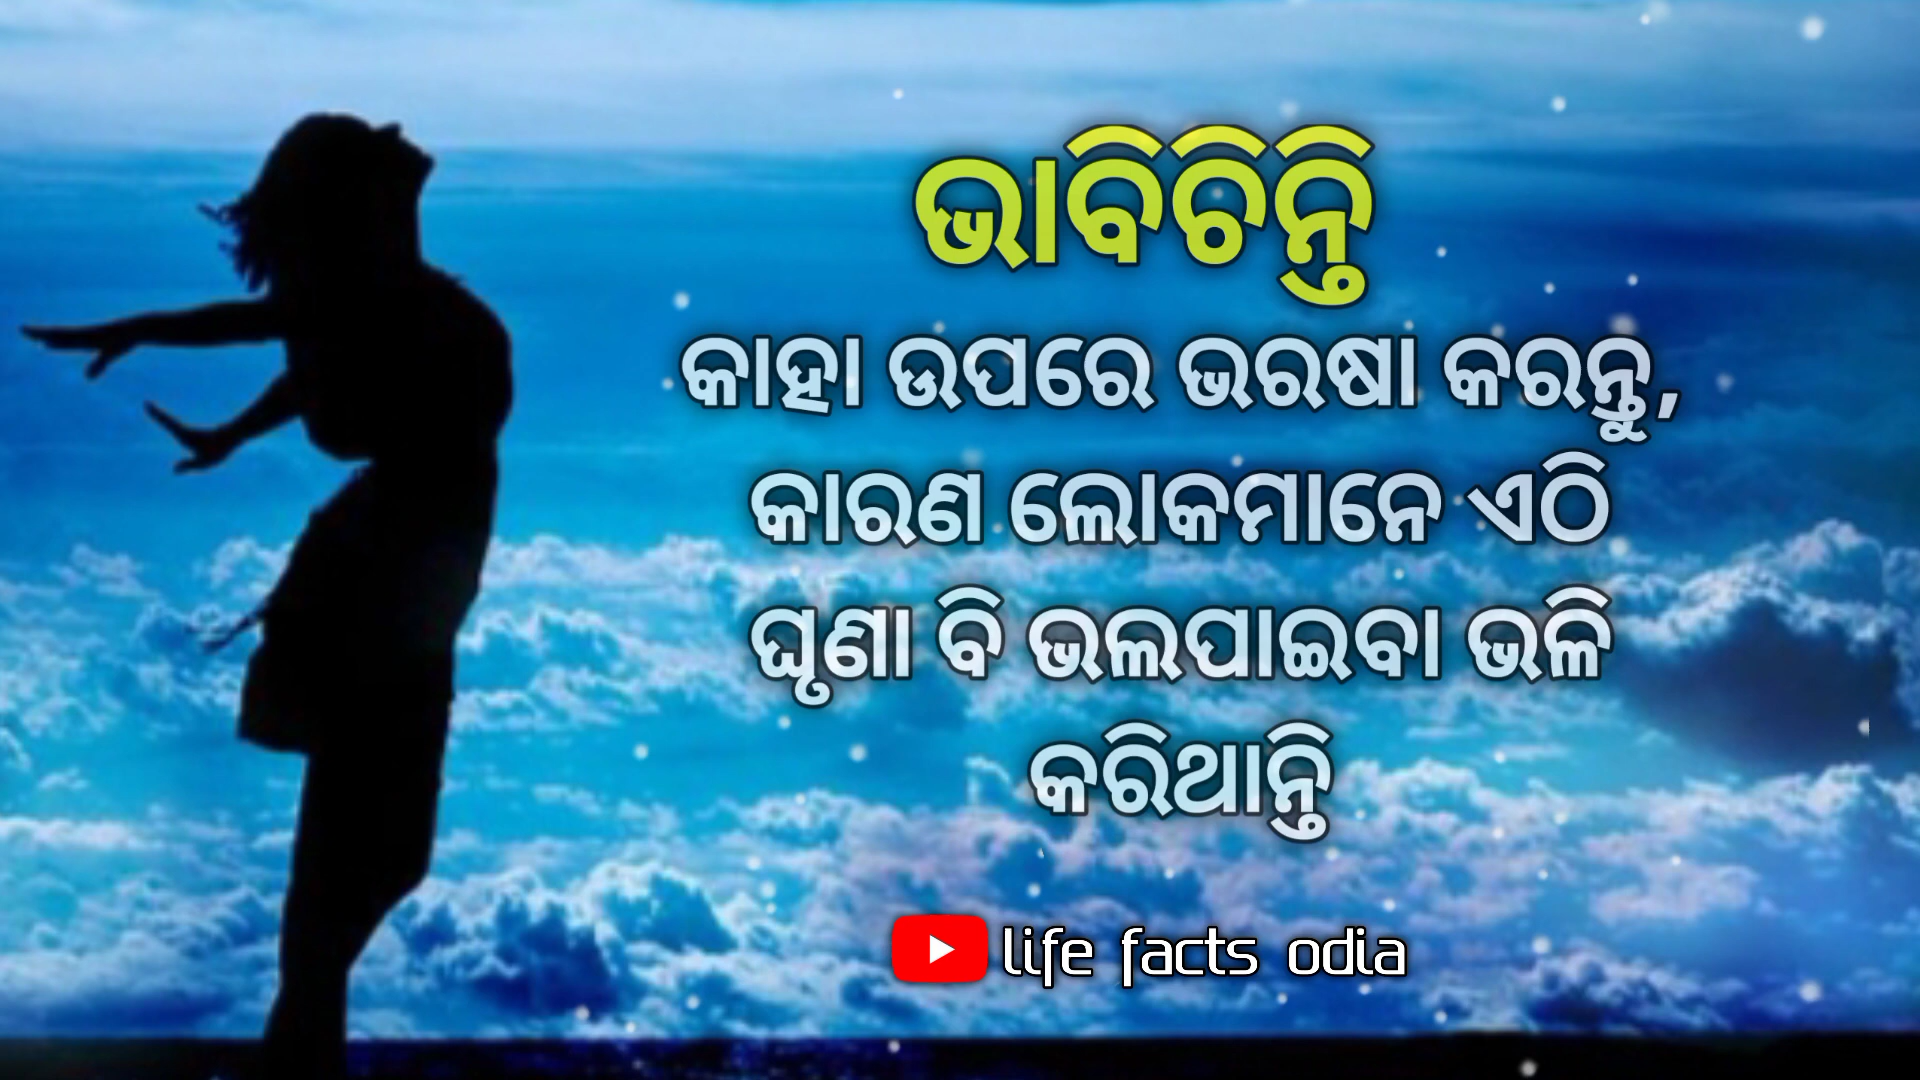 ଭାବିଚିନ୍ତି
କାହା ଉପରେ ଭରଷା କରନ୍ତୁ,
କାରଣ ଲୋକମାନେ ଏଠି
ଘୃଣା ବି ଭଲପାଇବା ଭଳି
କରିଥାନ୍ତି
life facts odia